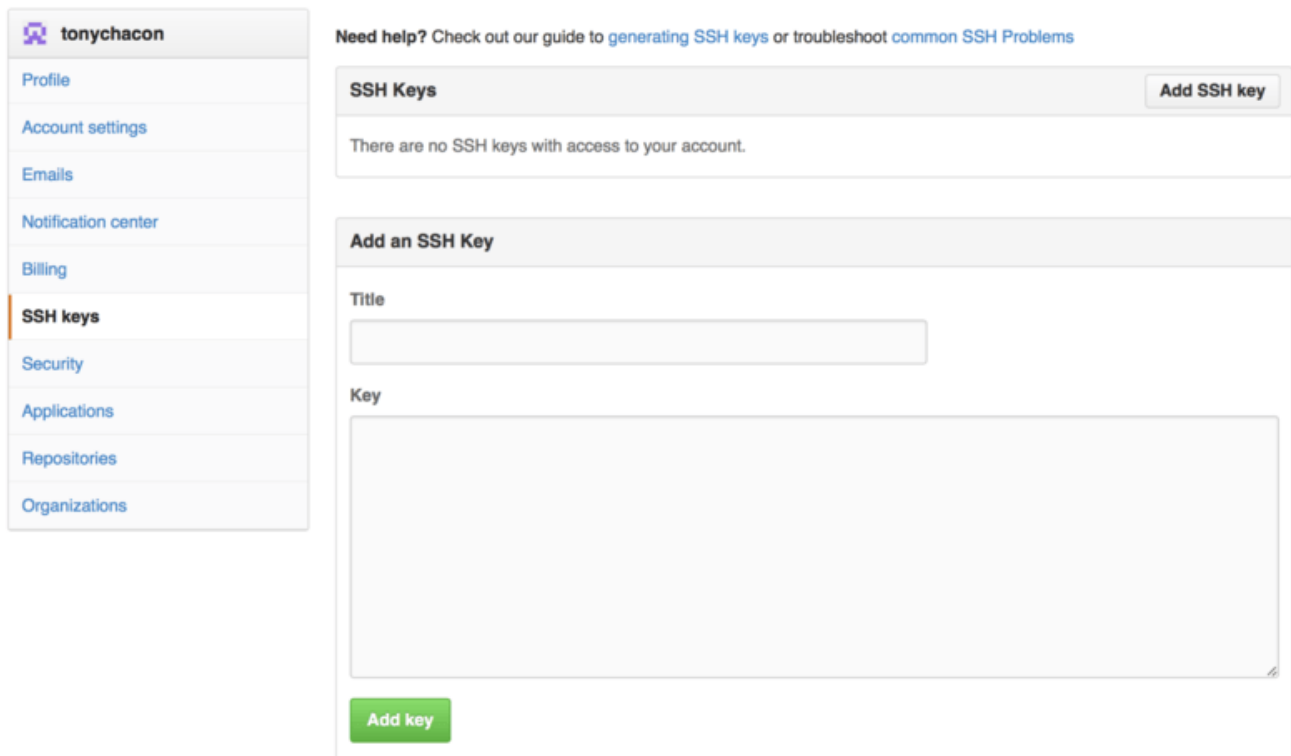 tonychacon
Profile
Account settings
Emails
Notification center
Billing
SSH keys
Security
Applications
Repositories
Organizations
Need help? Check out our guide to generating SSH keys or troubleshoot common SSH Problems
SSH Keys
Add SSH key
There are no SSH keys with access to your account.
Add an SSH Key
Title
Key
Add key